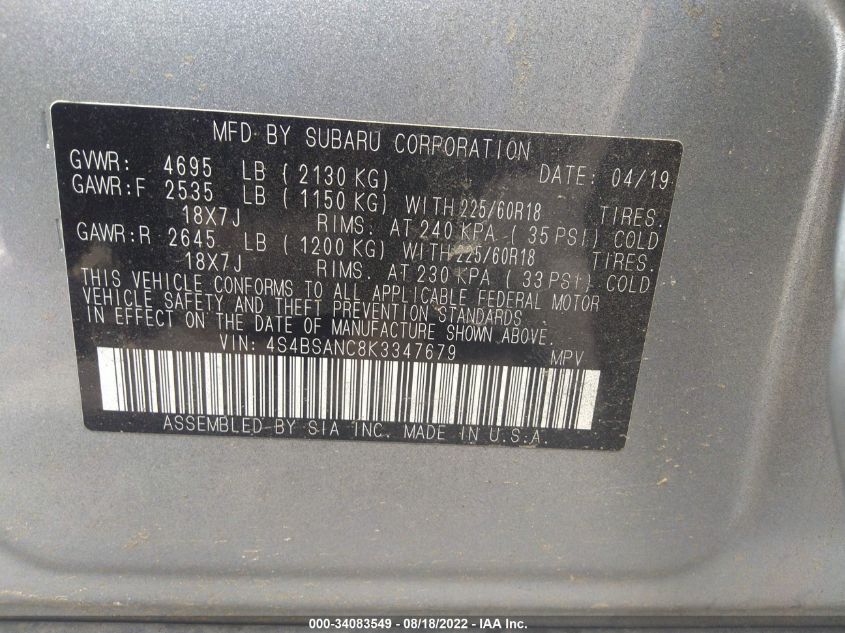 MFD BY SUBARU CORPORATION
GVWR: 4695 LB ( 2130 KG) DATE: 04/19
GAWR:F 2535 LB ( 1150 KG) WITH 225/60R18 TIRES.
18X7J RIMS. AT 240 KPA ( 35 PSI) COLD
GAWR:R 2645 LB ( 1200 KG) WITH 225/60R18 TIRES.
18X7J RIMS. AT 230 KPA ( 33 PSI) COLD
THIS VEHICLE CONFORMS TO ALL APPLICABLE FEDERAL MOTOR
VEHICLE SAFETY AND THEFT PREVENTION STANDARDS
IN EFFECT ON THE DATE OF MANUFACTURE SHOWN ABOVE.
VIN: 4S4BSANC8K3347679 MPV
ASSEMBLED BY SIA INC. MADE IN U.S.A.
000-34083549 - 08/18/2022 - IAA Inc.